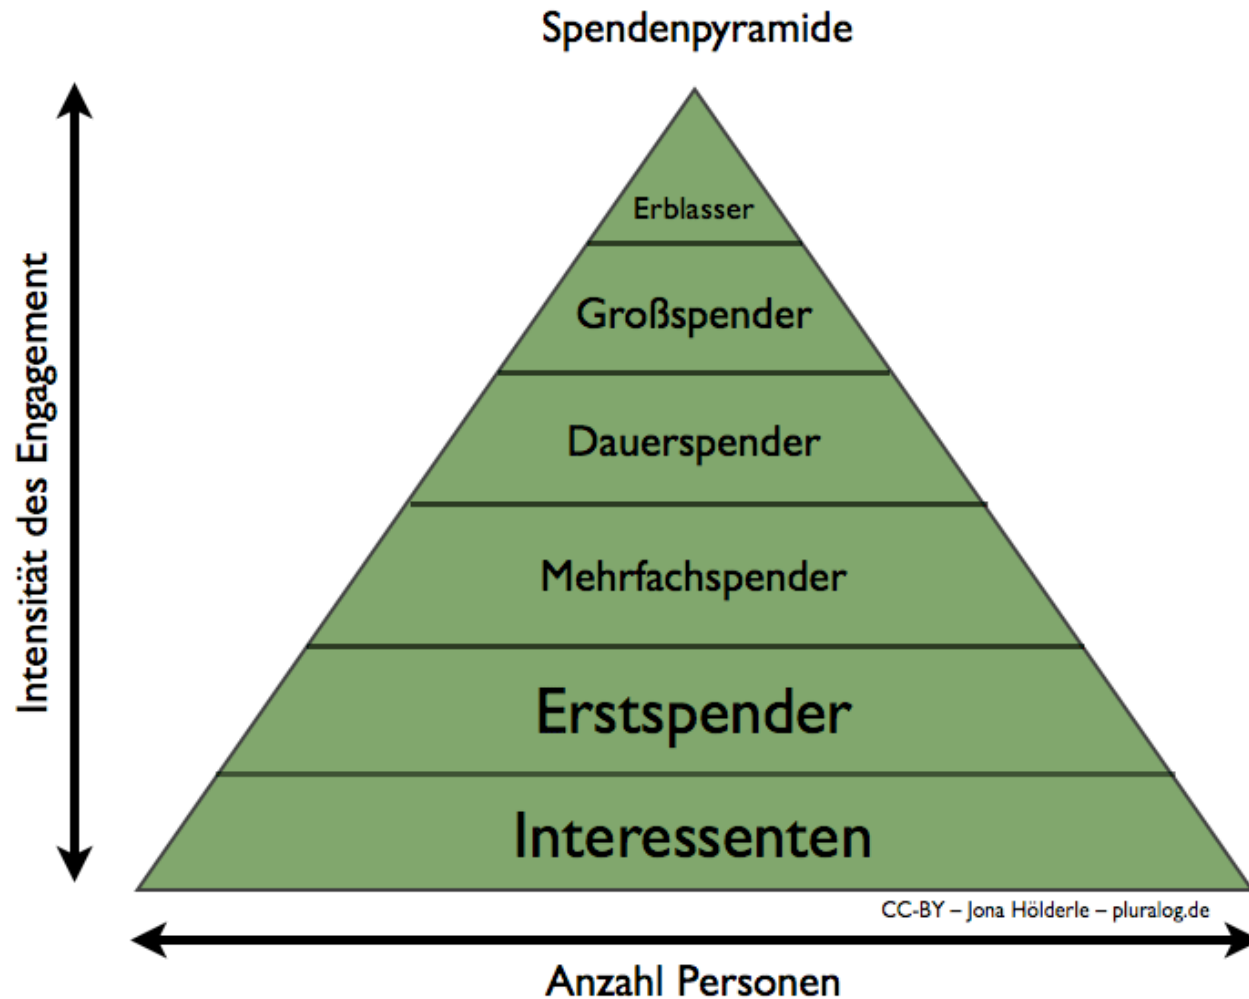 Spendenpyramide
Intensität des Engagement
Erblasser
Großspender
Dauerspender
Mehrfachspender
Erstspender
Interessenten
CC-BY – Jona Hölderle – pluralog.de
Anzahl Personen